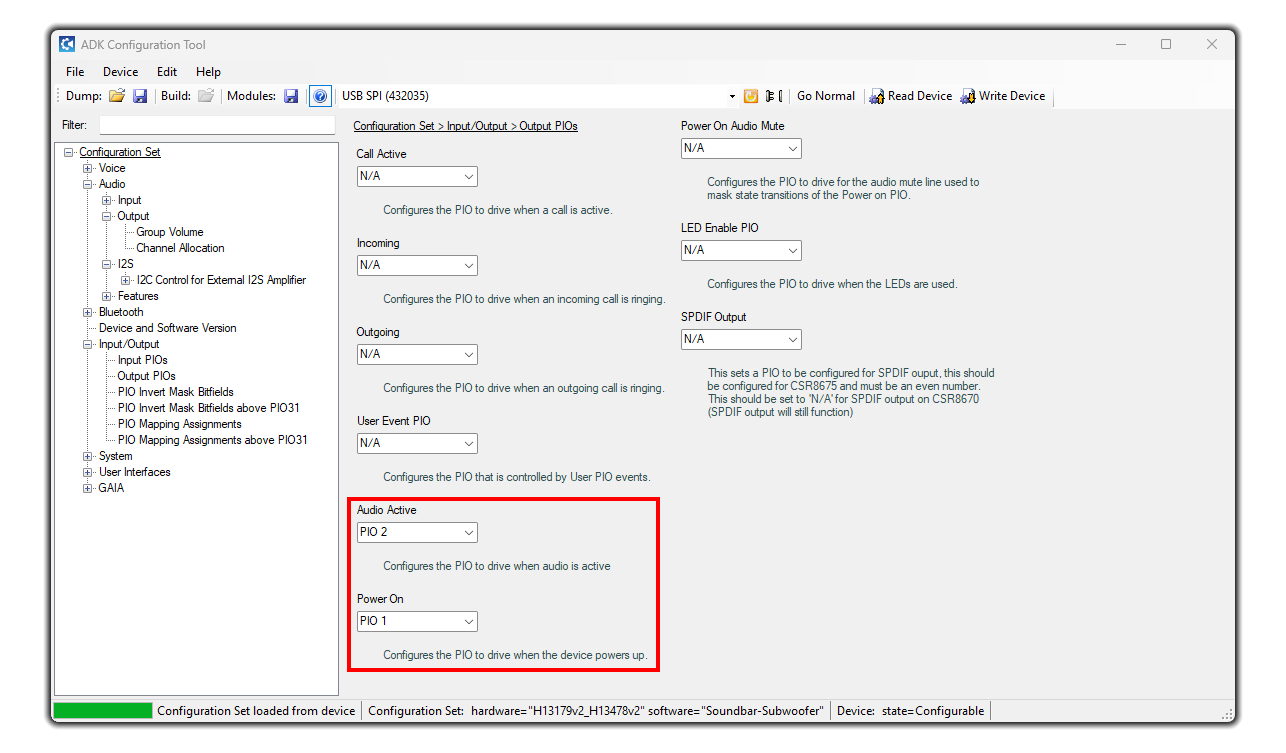 ADK Configuration Tool
File Device Edit Help
Dump: Build: Modules: USB SPI (432035) Go Normal Read Device Write Device
Filter:
Configuration Set
Voice
Audio
Input
Output
Group Volume
Channel Allocation
I2S
I2C Control for External I2S Amplifier
Features
Bluetooth
Device and Software Version
Input/Output
Input PIOs
Output PIOs
PIO Invert Mask Bitfields
PIO Invert Mask Bitfields above PIO31
PIO Mapping Assignments
PIO Mapping Assignments above PIO31
System
User Interfaces
GAIA
Configuration Set > Input/Output > Output PIOs
Call Active
N/A
Configures the PIO to drive when a call is active.
Incoming
N/A
Configures the PIO to drive when an incoming call is ringing.
Outgoing
N/A
Configures the PIO to drive when an outgoing call is ringing.
User Event PIO
N/A
Configures the PIO that is controlled by User PIO events.
Audio Active
PIO 2
Configures the PIO to drive when audio is active
Power On
PIO 1
Configures the PIO to drive when the device powers up.
Power On Audio Mute
N/A
Configures the PIO to drive for the audio mute line used to
mask state transitions of the Power on PIO.
LED Enable PIO
N/A
Configures the PIO to drive when the LEDs are used.
SPDIF Output
N/A
This sets a PIO to be configured for SPDIF ouput, this should
be configured for CSR8675 and must be an even number.
This should be set to 'N/A' for SPDIF output on CSR8670
(SPDIF output will still function)
Configuration Set loaded from device Configuration Set: hardware="H13179v2_H13478v2" software="Soundbar-Subwoofer" Device: state=Configurable